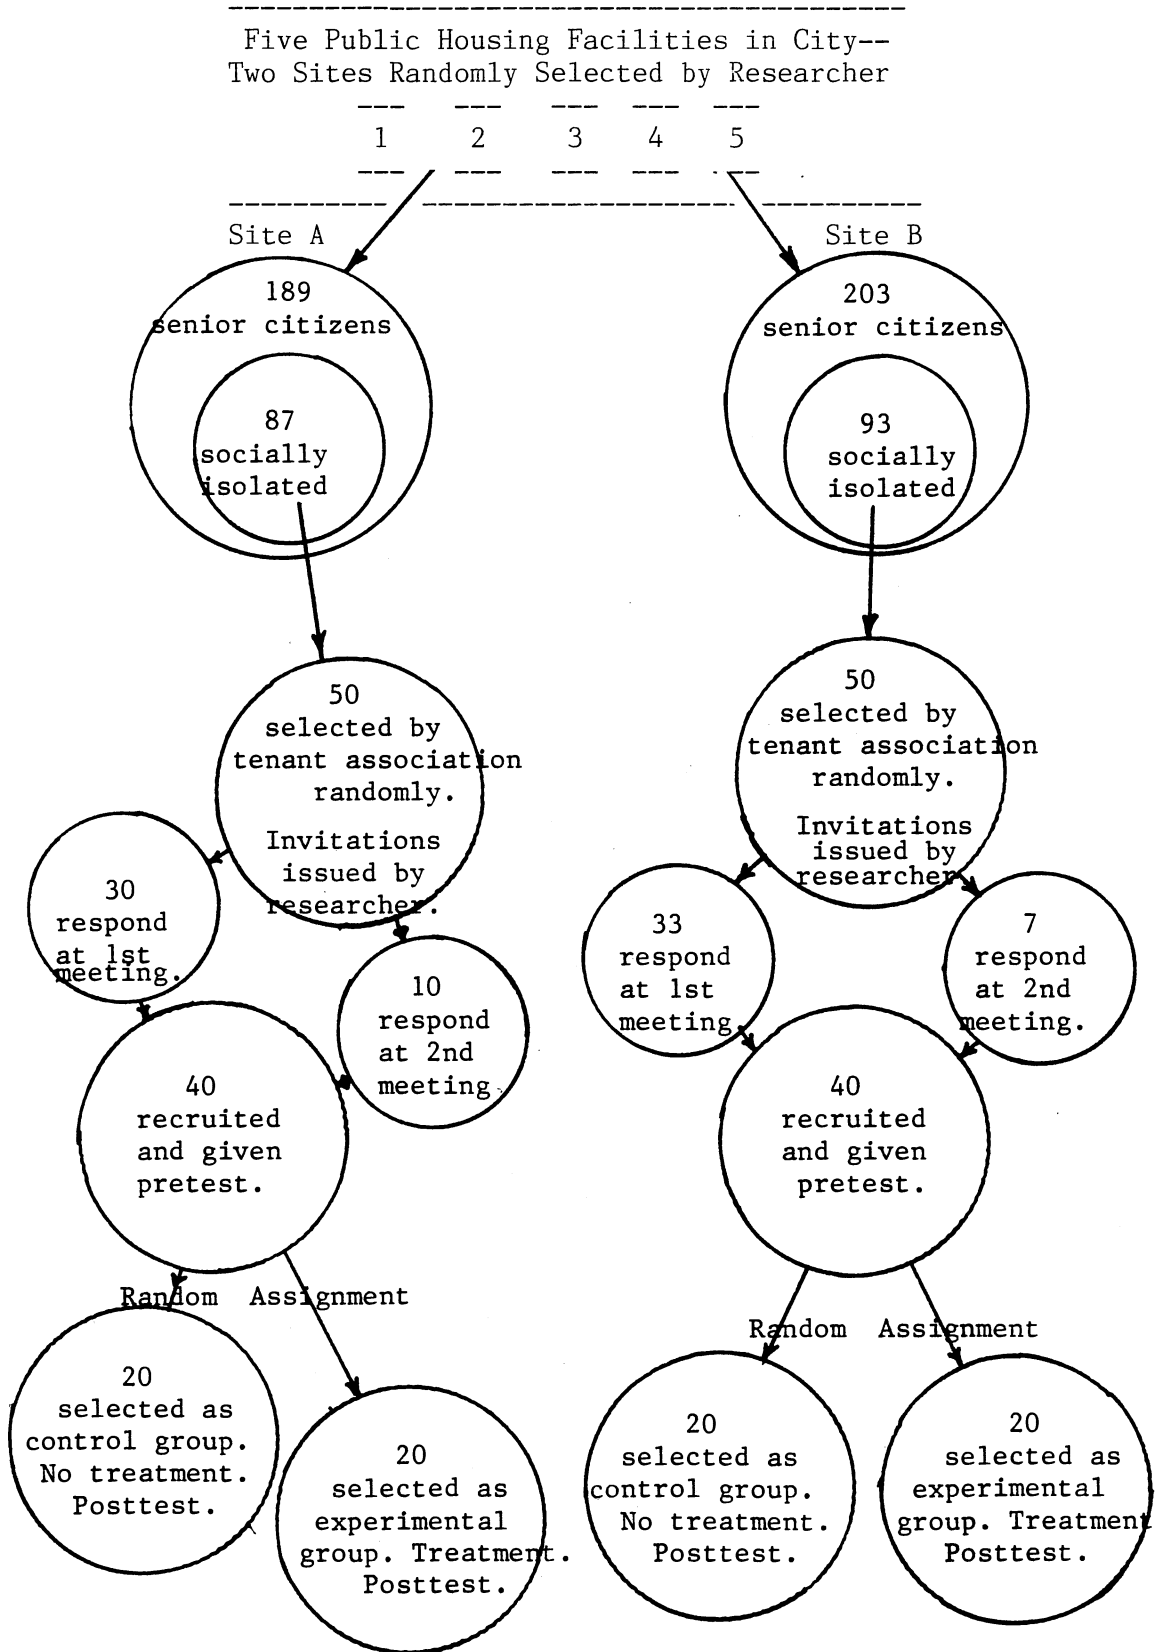 Five Public Housing Facilities in City--
Two Sites Randomly Selected by Researcher
1 2 3 4 5
Site A
Site B
189
senior citizens
87
socially
isolated
203
senior citizens
93
socially
isolated
50
selected by
tenant association
randomly.
Invitations
issued by
researcher.
30
respond
at 1st
meeting.
10
respond
at 2nd
meeting
40
recruited
and given
pretest.
Random Assignment
20
selected as
control group.
No treatment.
Posttest.
20
selected as
experimental
group. Treatment.
Posttest.
50
selected by
tenant association
randomly.
Invitations
issued by
researcher
33
respond
at 1st
meeting
7
respond
at 2nd
meeting.
40
recruited
and given
pretest.
Random Assignment
20
selected as
control group.
No treatment.
Posttest.
20
selected as
experimental
group. Treatment
Posttest.